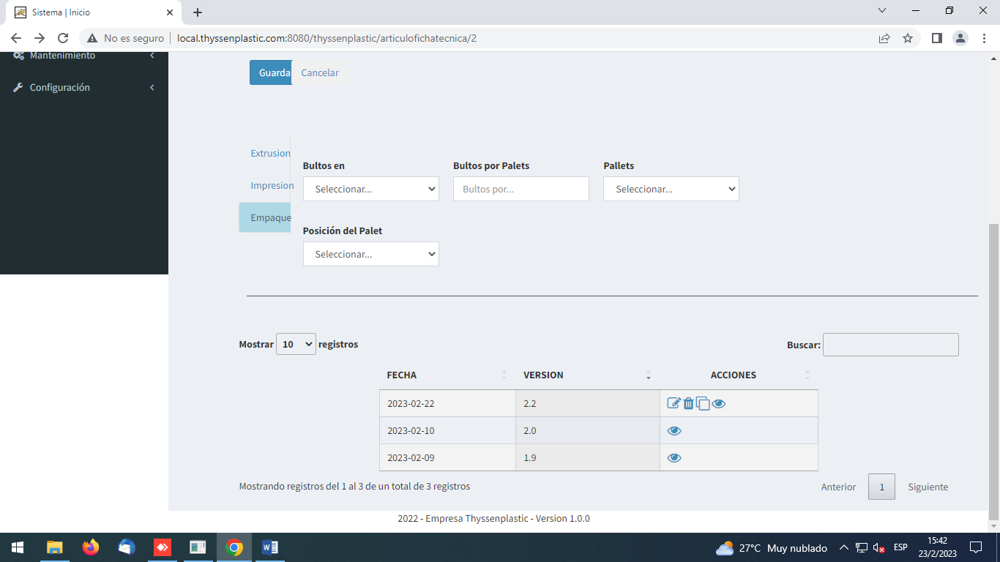 Sistema | Inicio
No es seguro
local.thyssenplastic.com:8080/thyssenplastic/articulofichatecnica/2
Mantenimiento
Configuración
Guarda
Cancelar
Extrusion
Impresion
Empaque
Bultos en
Bultos por Palets
Pallets
Seleccionar...
Bultos por...
Seleccionar...
Posición del Palet
Seleccionar...
Mostrar 10 registros
Buscar:
FECHA VERSION ACCIONES
2023-02-22 2.2
2023-02-10 2.0
2023-02-09 1.9
Mostrando registros del 1 al 3 de un total de 3 registros
Anterior 1 Siguiente
2022 - Empresa Thyssenplastic - Version 1.0.0
27°C Muy nublado
ESP
15:42
23/2/2023